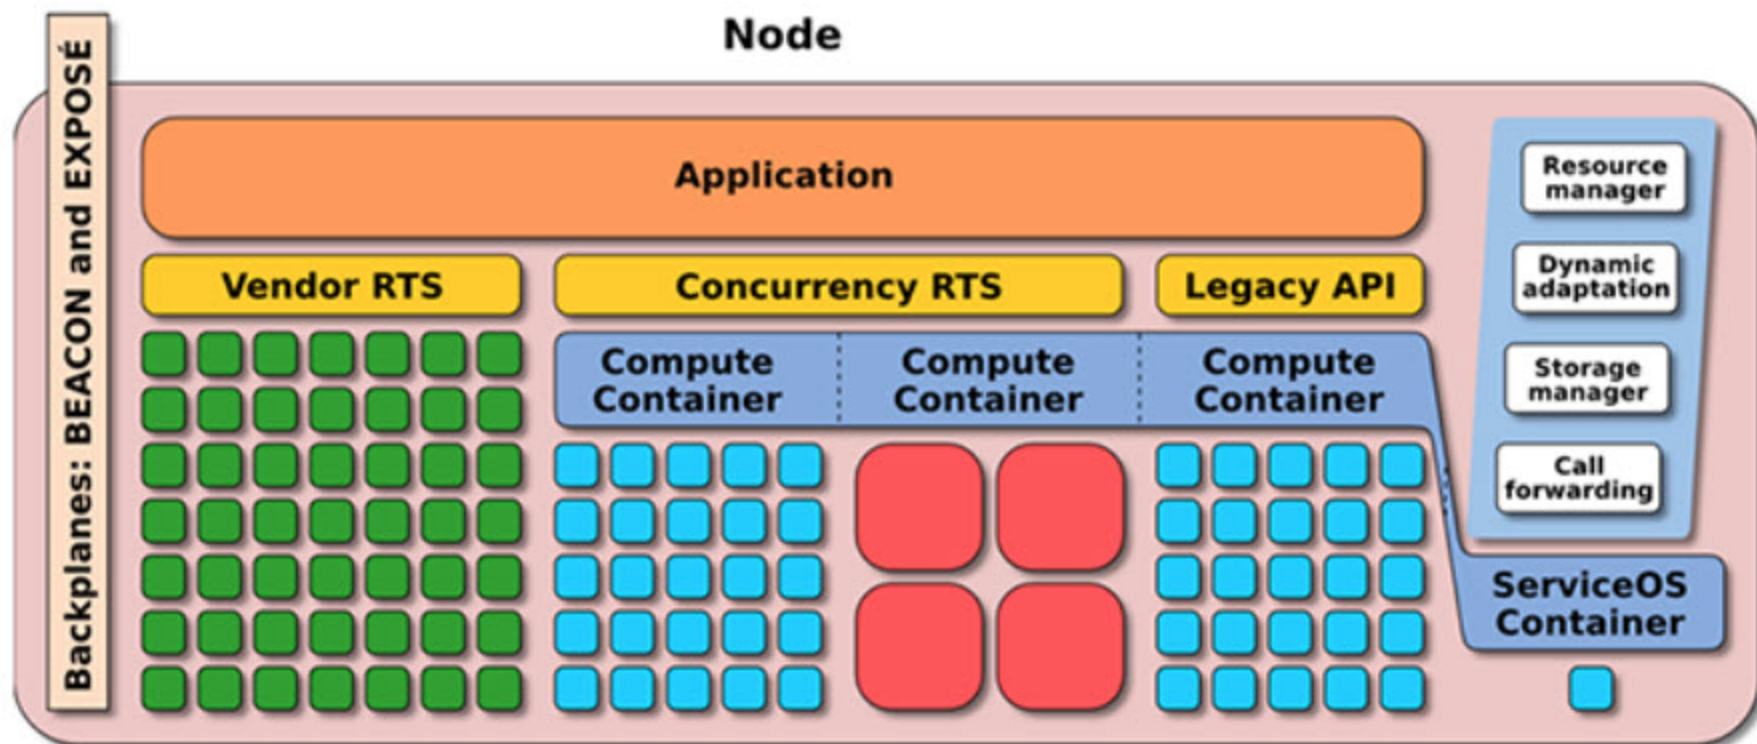 Node
Backplanes: BEACON and EXPOSÉ
Application
Vendor RTS
Concurrency RTS
Legacy API
Compute
Container
Compute
Container
Compute
Container
Resource
manager
Dynamic
adaptation
Storage
manager
Call
forwarding
ServiceOS
Container